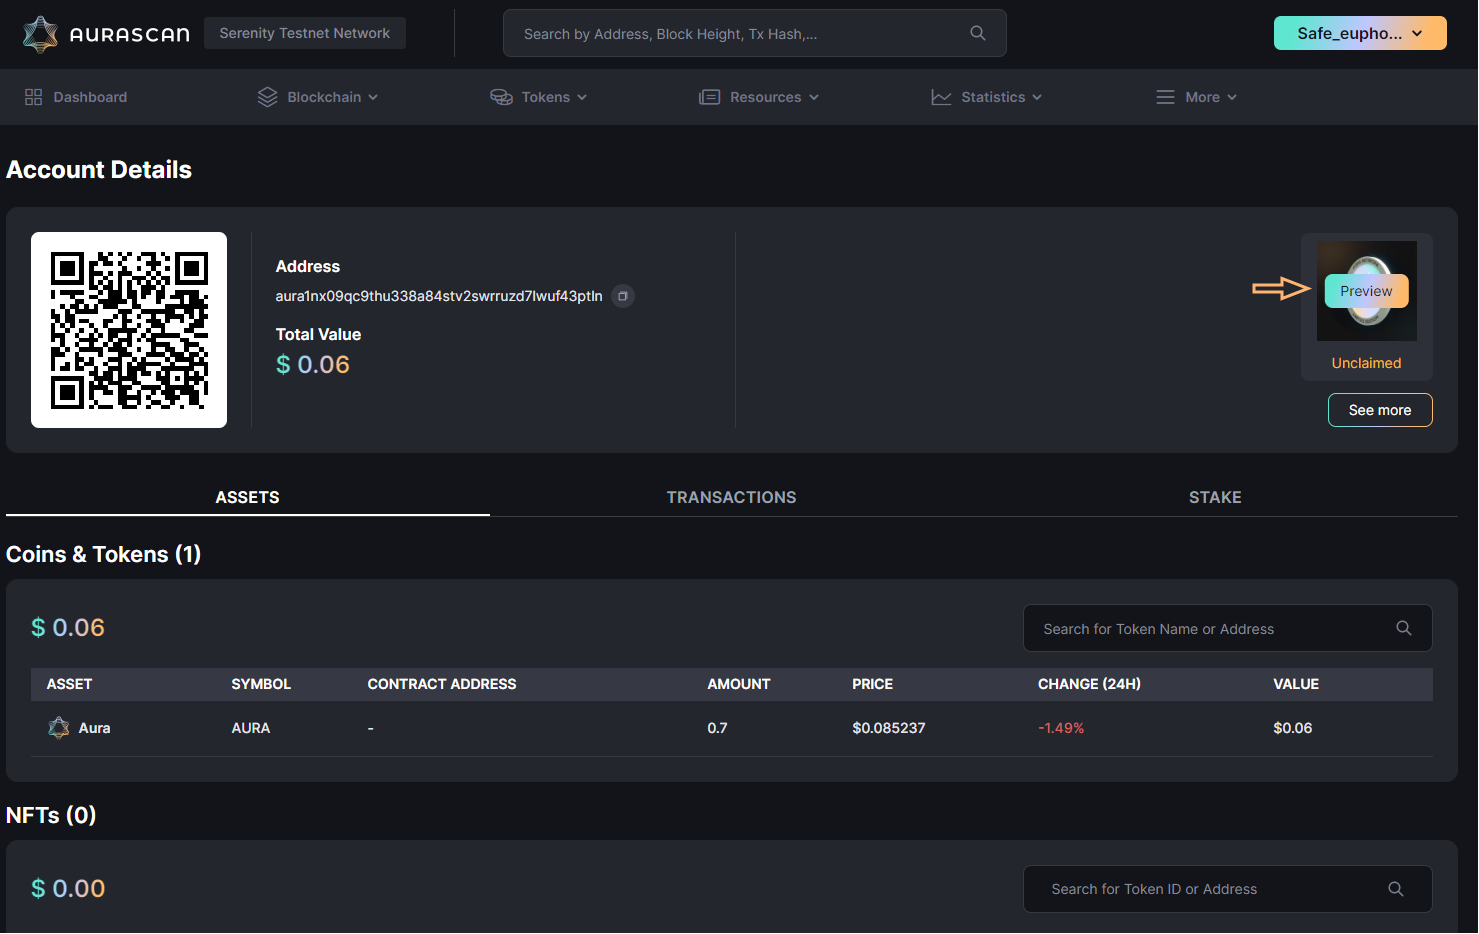 AURASCAN
Serenity Testnet Network
Search by Address, Block Height, Tx Hash,...
Safe_eupho...
Dashboard
Blockchain
Tokens
Resources
Statistics
More
Account Details
Address
aura1nx09qc9thu338a84stv2swrruzd7lwuf43ptln
Total Value
$ 0.06
Preview
Unclaimed
See more
ASSETS
TRANSACTIONS
STAKE
Coins & Tokens (1)
$ 0.06
Search for Token Name or Address
ASSET SYMBOL CONTRACT ADDRESS AMOUNT PRICE CHANGE (24H) VALUE
Aura AURA - 0.7 $0.085237 -1.49% $0.06
NFTs (0)
$ 0.00
Search for Token ID or Address